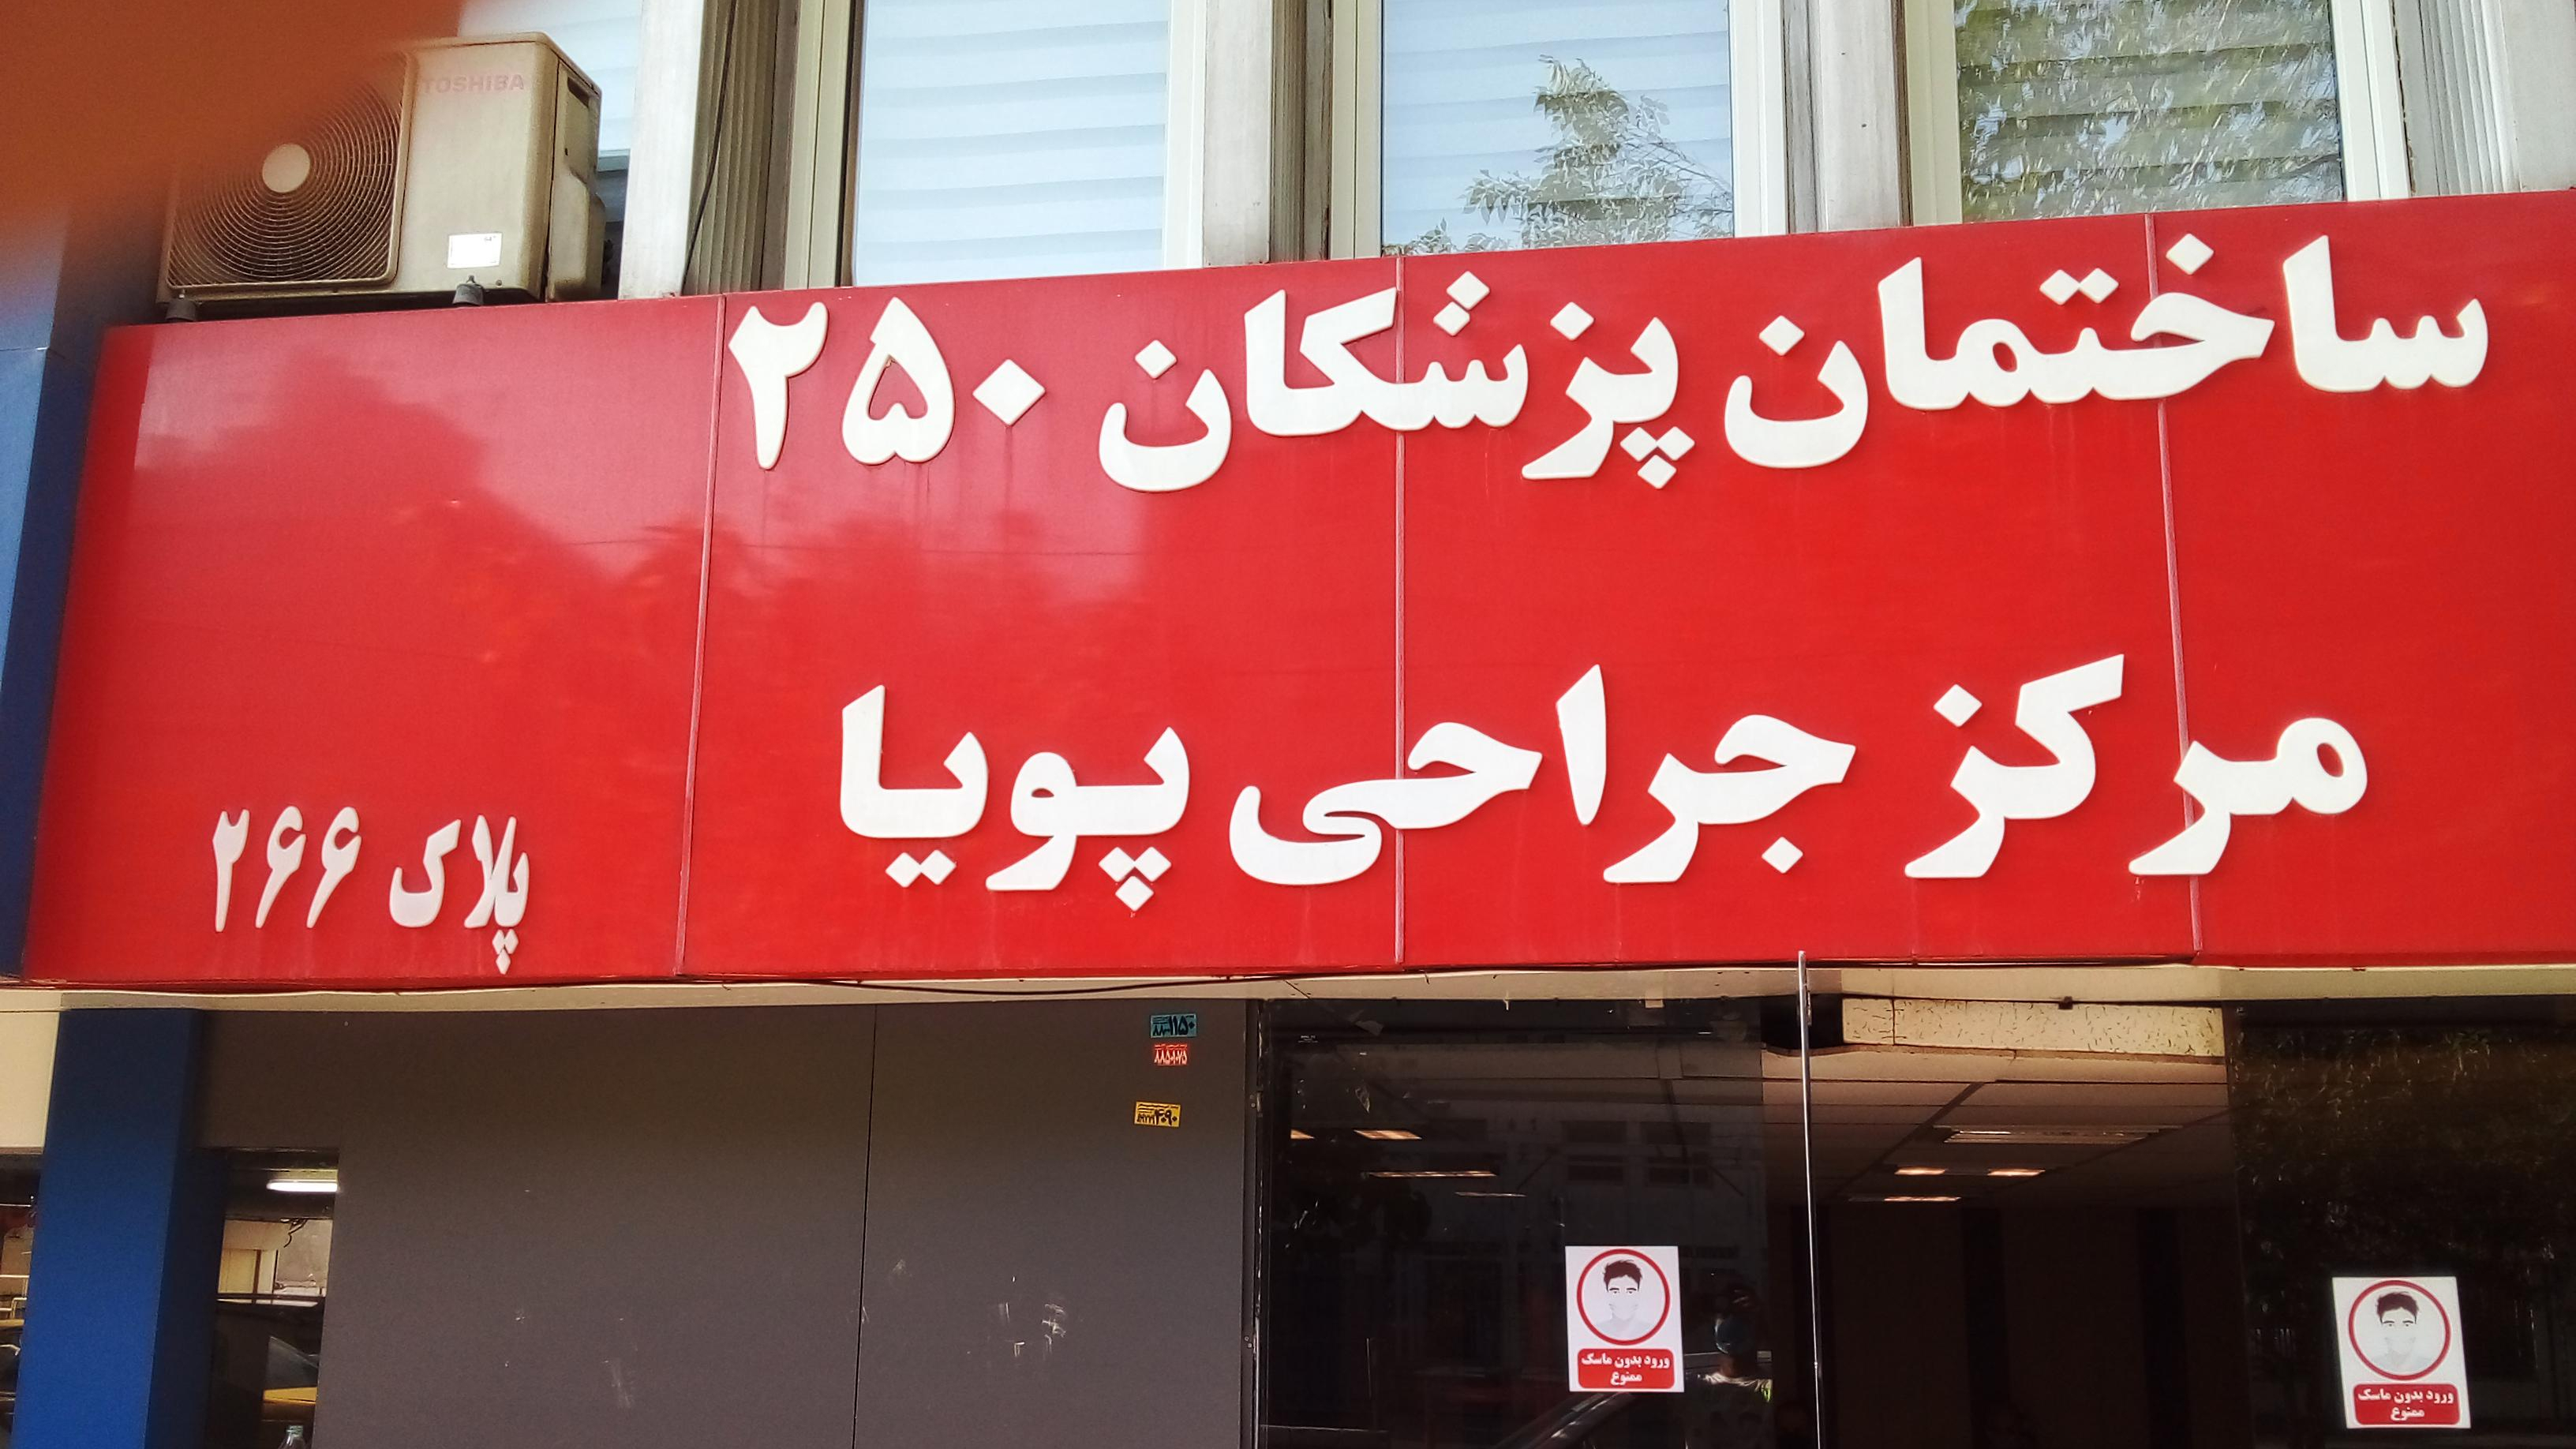 TOSHIBA
ساختمان پزشکان ۲۵۰
مرکز جراحی پویا
پلاک ۲۶۶
ورود بدون ماسک
ممنوع
ورود بدون ماسک
ممنوع